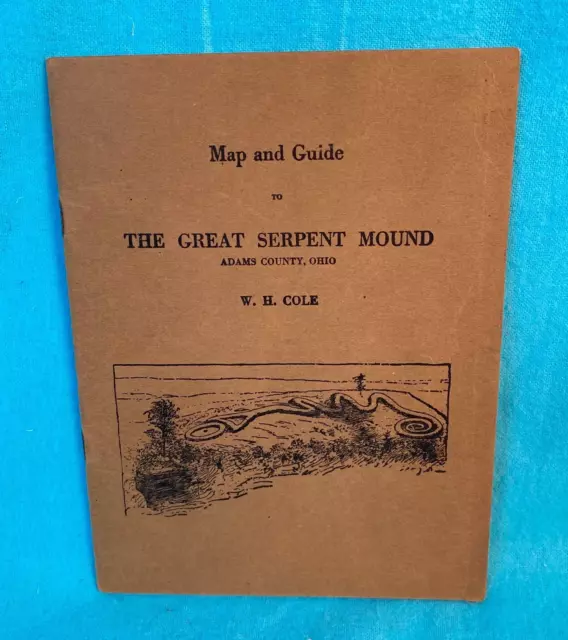 Map and Guide
TO
THE GREAT SERPENT MOUND
ADAMS COUNTY, OHIO
W. H. COLE